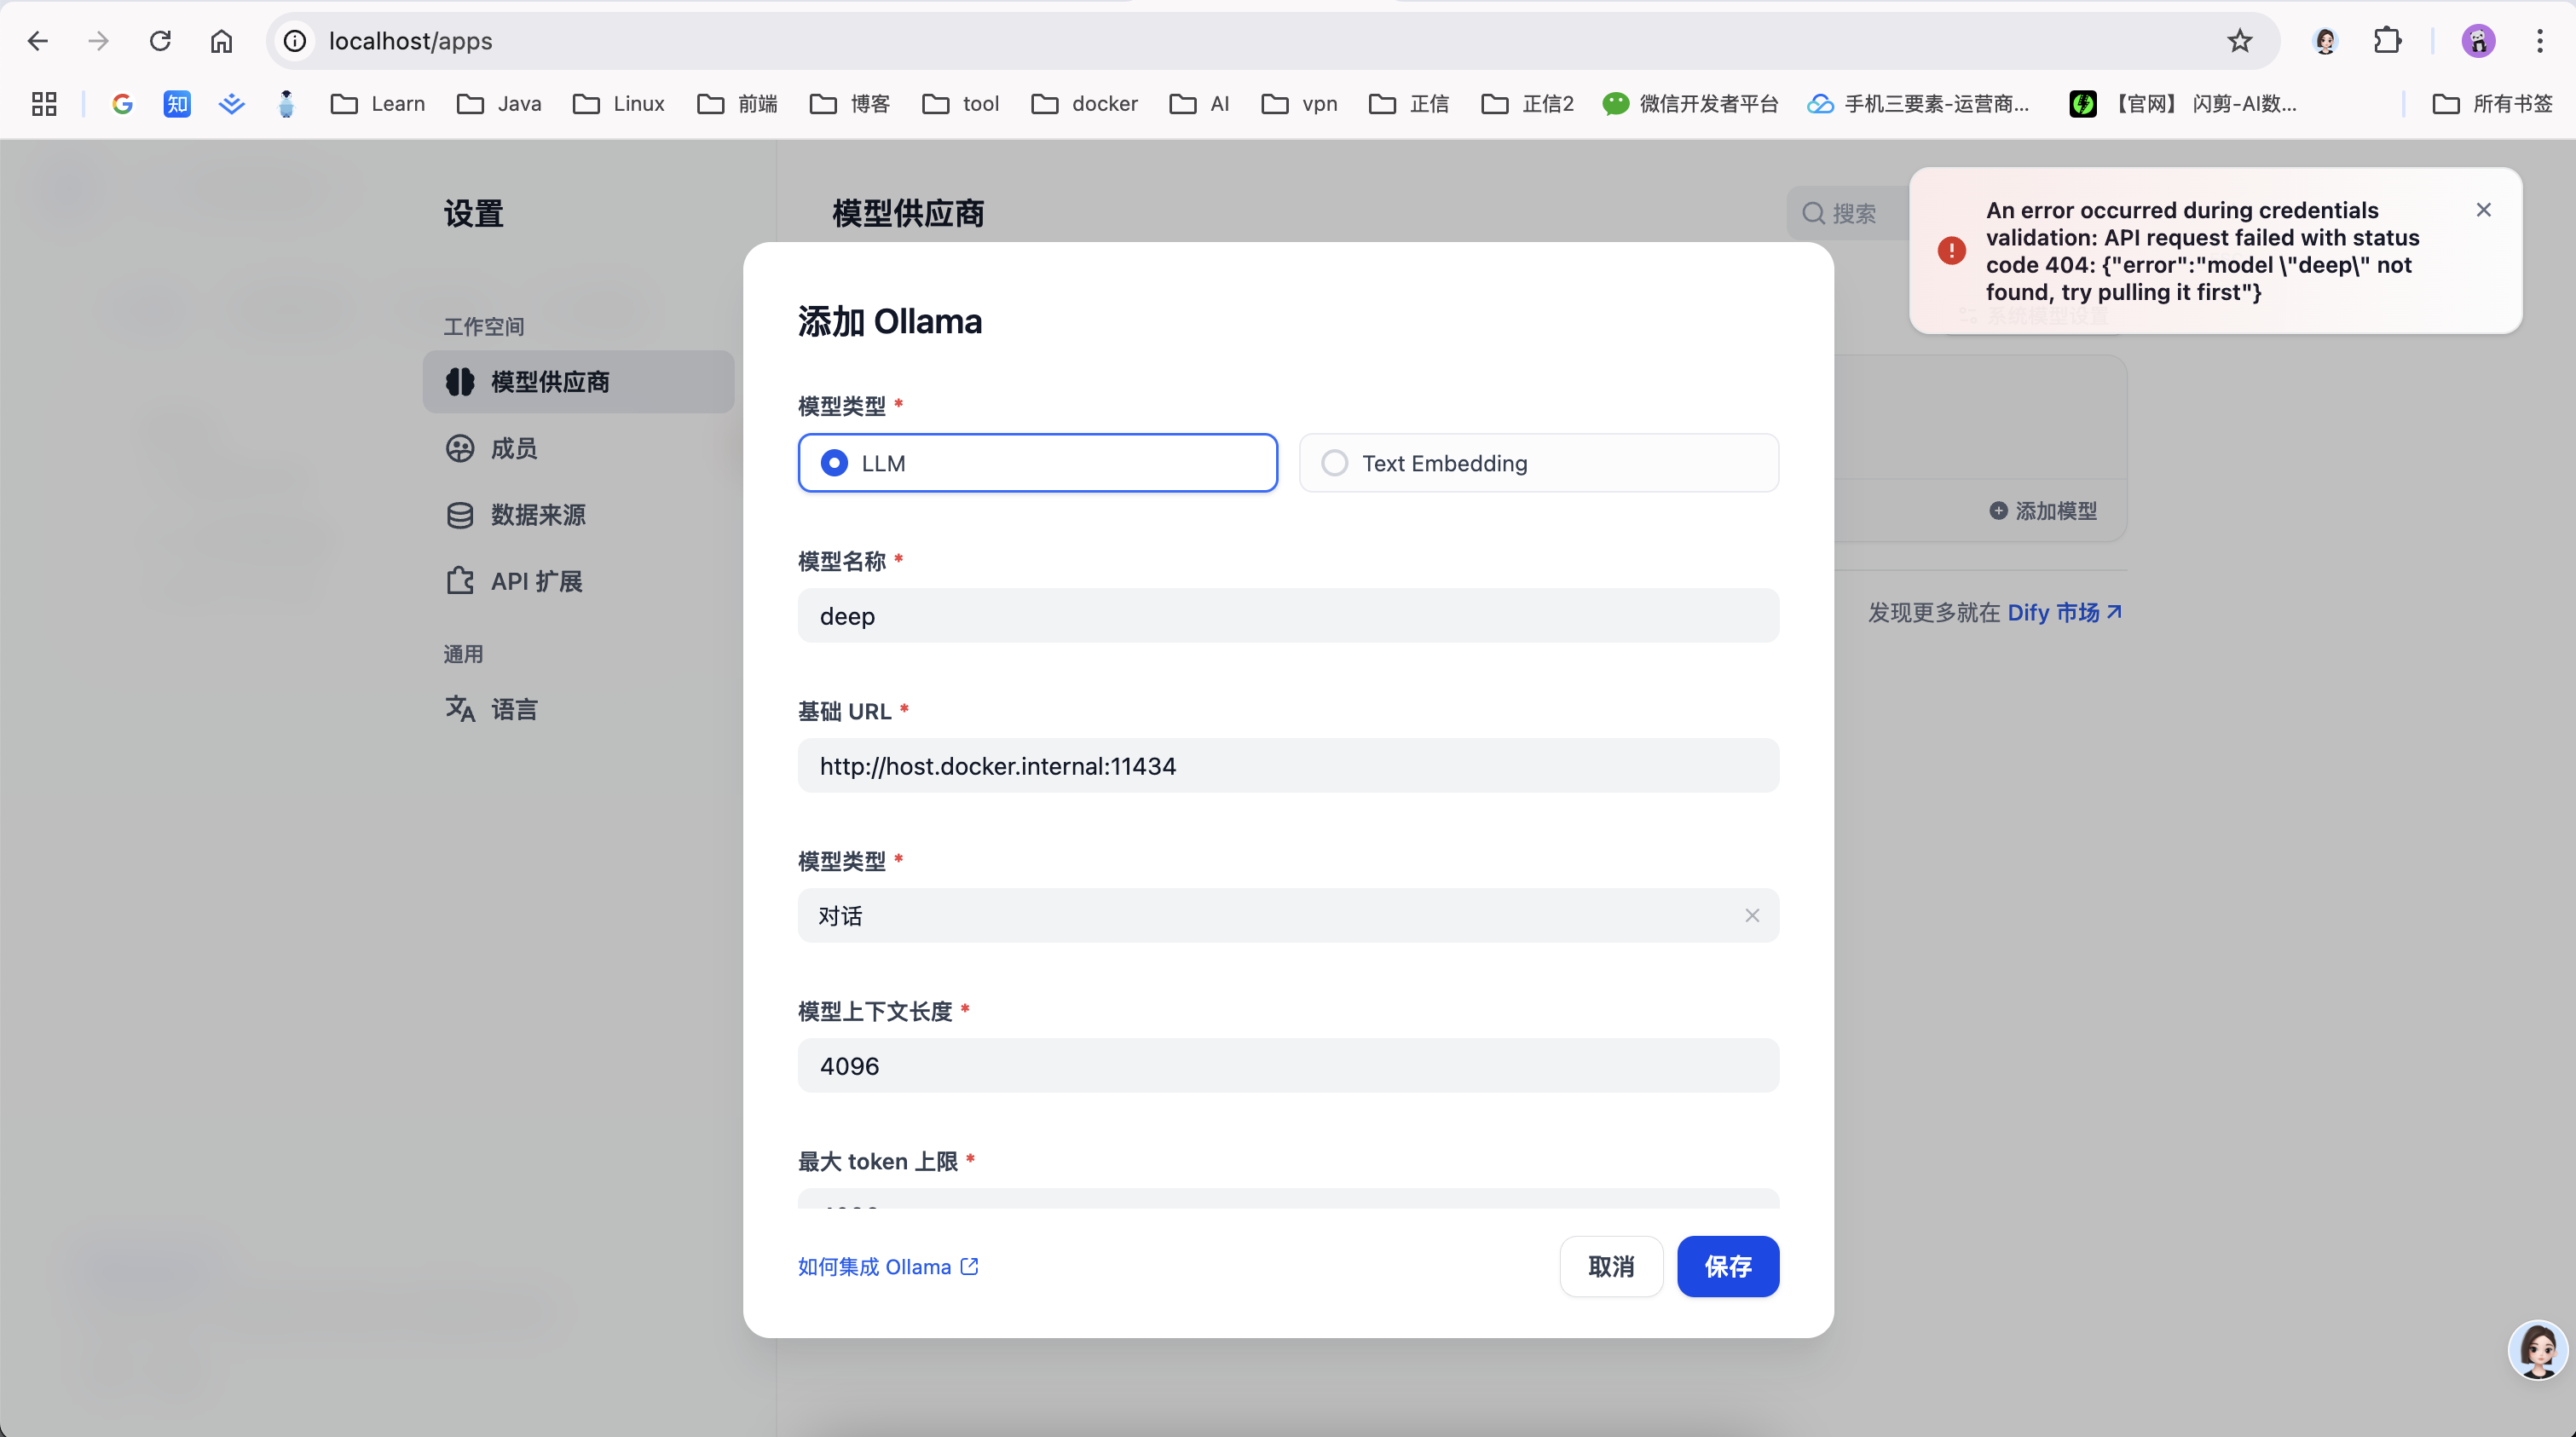 localhost/apps
知
Learn
Java
Linux
前端
博客
tool
docker
AI
vpn
正信
正信2
微信开发者平台
手机三要素-运营商...
【官网】 闪剪-AI数...
所有书签
设置
工作空间
模型供应商
成员
数据来源
API 扩展
通用
语言
模型供应商
搜索
An error occurred during credentials
validation: API request failed with status
code 404: {"error":"model \"deep\" not
found, try pulling it first"}
系统模型设置
添加模型
发现更多就在 Dify 市场
添加 Ollama
模型类型 *
LLM
Text Embedding
模型名称 *
deep
基础 URL *
http://host.docker.internal:11434
模型类型 *
对话
模型上下文长度 *
4096
最大 token 上限 *
如何集成 Ollama
取消
保存